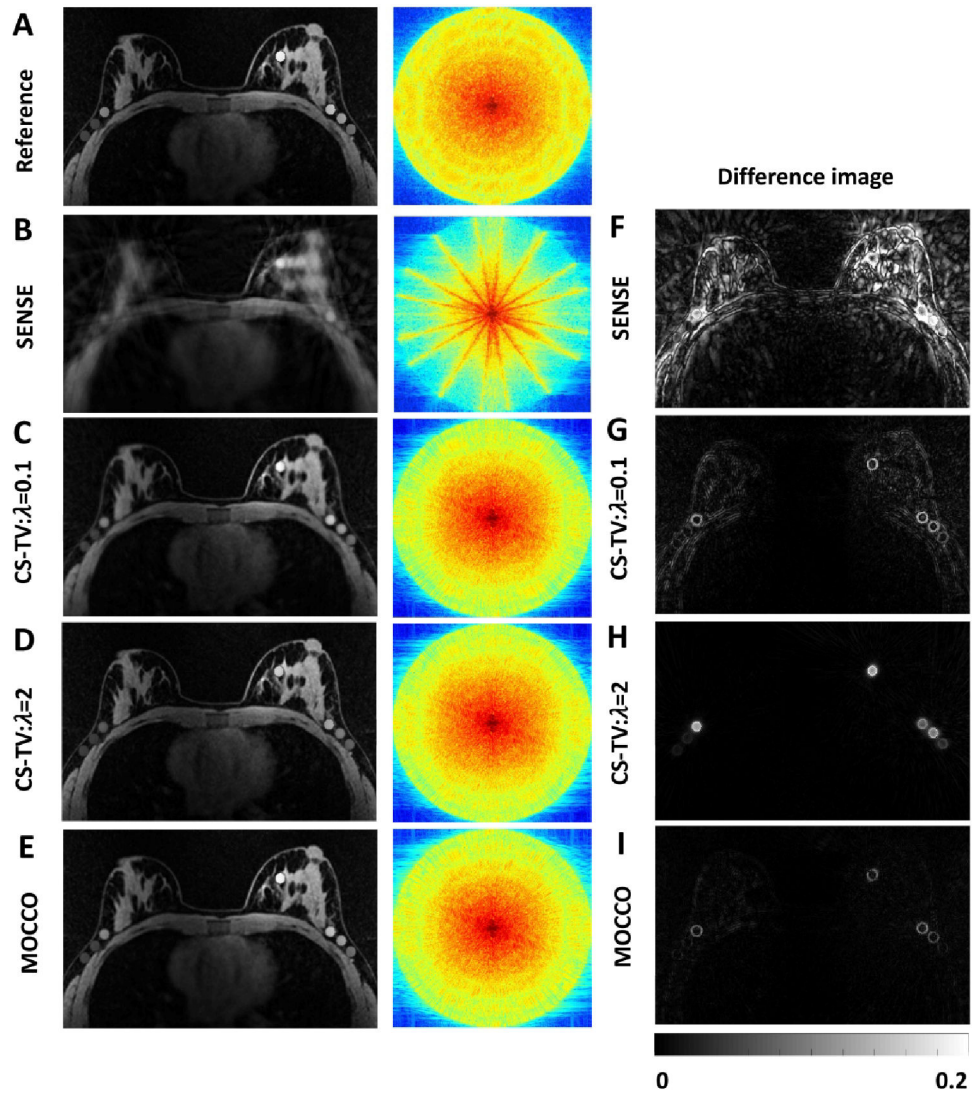 A
Reference
Difference image
B
SENSE
F
SENSE
C
CS-TV:λ=0.1
G
CS-TV:λ=0.1
D
CS-TV:λ=2
H
CS-TV:λ=2
E
MOCCO
I
MOCCO
0
0.2